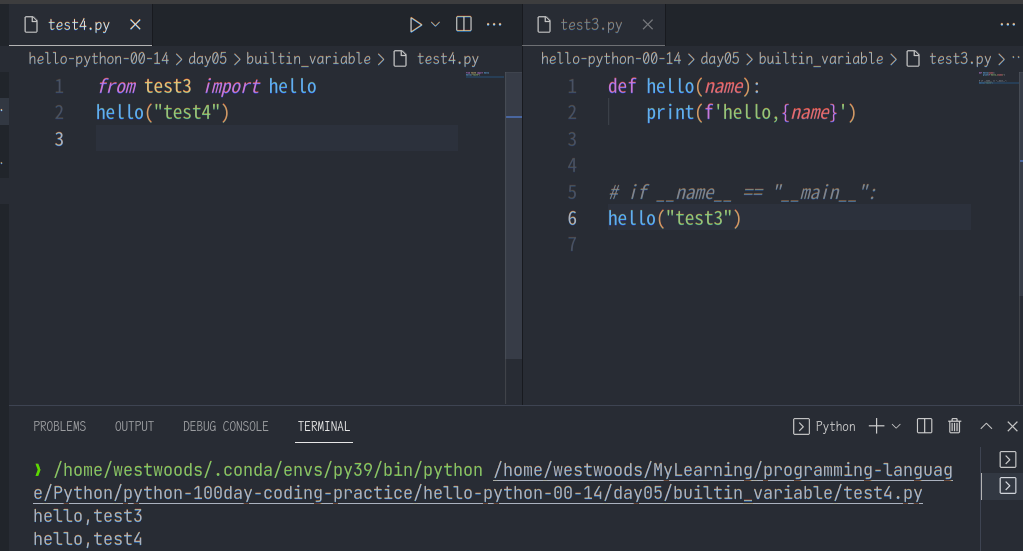 test4.py
hello-python-00-14 > day05 > builtin_variable > test4.py
1 from test3 import hello
2 hello("test4")
3
test3.py
hello-python-00-14 > day05 > builtin_variable > test3.py >
1 def hello(name):
2 print(f'hello,{name}')
3
4
5 # if __name__ == "__main__":
6 hello("test3")
7
PROBLEMS OUTPUT DEBUG CONSOLE TERMINAL Python
❯ /home/westwoods/.conda/envs/py39/bin/python /home/westwoods/MyLearning/programming-languag
e/Python/python-100day-coding-practice/hello-python-00-14/day05/builtin_variable/test4.py
hello,test3
hello,test4